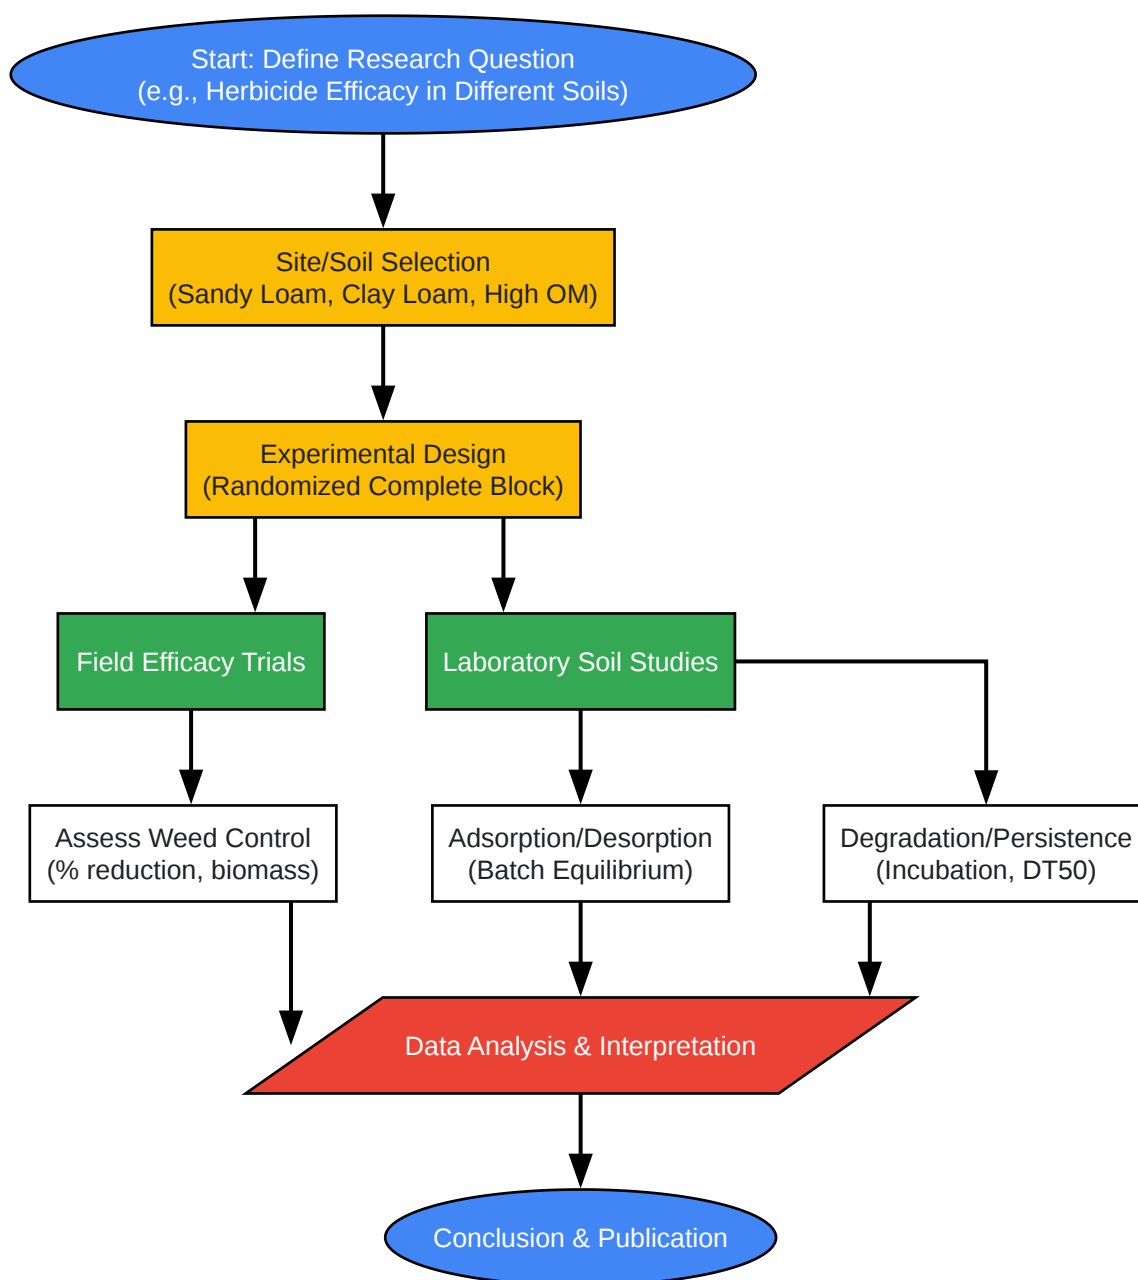 Start: Define Research Question
(e.g., Herbicide Efficacy in Different Soils)
Site/Soil Selection
(Sandy Loam, Clay Loam, High OM)
Experimental Design
(Randomized Complete Block)
Field Efficacy Trials
Laboratory Soil Studies
Assess Weed Control
(% reduction, biomass)
Adsorption/Desorption
(Batch Equilibrium)
Degradation/Persistence
(Incubation, DT50)
Data Analysis & Interpretation
Conclusion & Publication